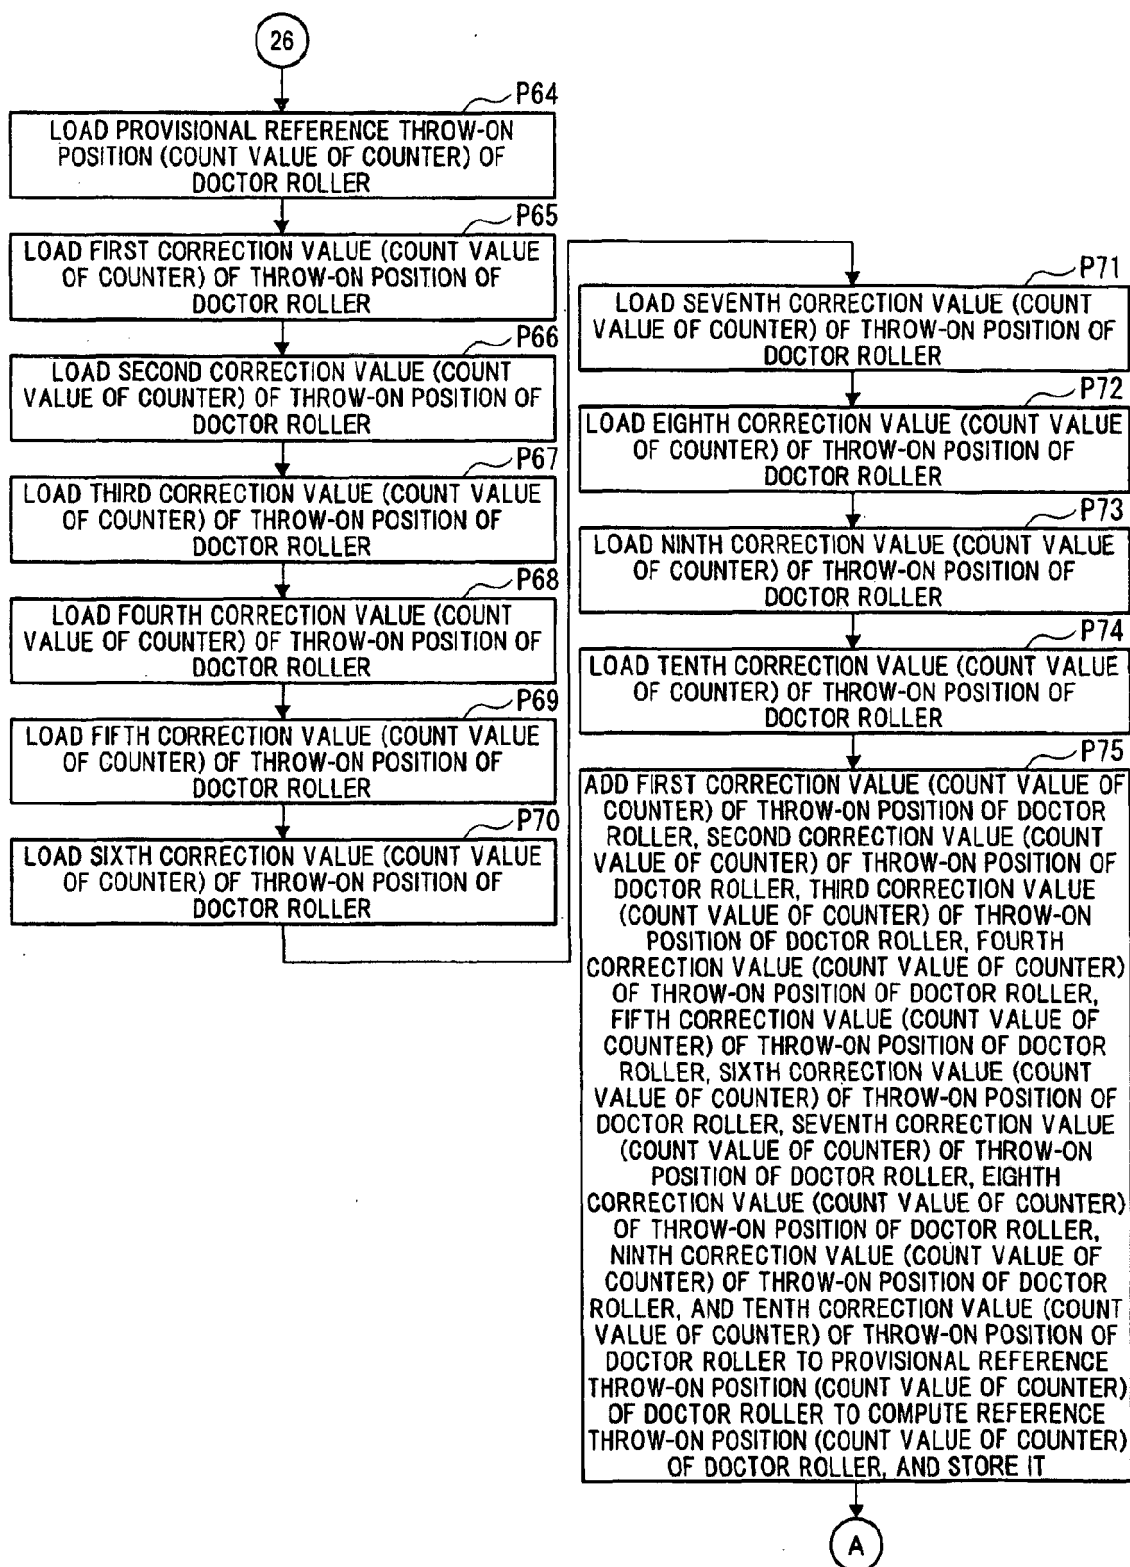 26
P64
LOAD PROVISIONAL REFERENCE THROW-ON
POSITION (COUNT VALUE OF COUNTER) OF
DOCTOR ROLLER
P65
LOAD FIRST CORRECTION VALUE (COUNT VALUE
OF COUNTER) OF THROW-ON POSITION OF
DOCTOR ROLLER
P66
LOAD SECOND CORRECTION VALUE (COUNT
VALUE OF COUNTER) OF THROW-ON POSITION OF
DOCTOR ROLLER
P67
LOAD THIRD CORRECTION VALUE (COUNT VALUE
OF COUNTER) OF THROW-ON POSITION OF
DOCTOR ROLLER
P68
LOAD FOURTH CORRECTION VALUE (COUNT
VALUE OF COUNTER) OF THROW-ON POSITION OF
DOCTOR ROLLER
P69
LOAD FIFTH CORRECTION VALUE (COUNT VALUE
OF COUNTER) OF THROW-ON POSITION OF
DOCTOR ROLLER
P70
LOAD SIXTH CORRECTION VALUE (COUNT VALUE
OF COUNTER) OF THROW-ON POSITION OF
DOCTOR ROLLER
P71
LOAD SEVENTH CORRECTION VALUE (COUNT
VALUE OF COUNTER) OF THROW-ON POSITION OF
DOCTOR ROLLER
P72
LOAD EIGHTH CORRECTION VALUE (COUNT VALUE
OF COUNTER) OF THROW-ON POSITION OF
DOCTOR ROLLER
P73
LOAD NINTH CORRECTION VALUE (COUNT VALUE
OF COUNTER) OF THROW-ON POSITION OF
DOCTOR ROLLER
P74
LOAD TENTH CORRECTION VALUE (COUNT VALUE
OF COUNTER) OF THROW-ON POSITION OF
DOCTOR ROLLER
P75
ADD FIRST CORRECTION VALUE (COUNT VALUE OF
COUNTER) OF THROW-ON POSITION OF DOCTOR
ROLLER, SECOND CORRECTION VALUE (COUNT
VALUE OF COUNTER) OF THROW-ON POSITION OF
DOCTOR ROLLER, THIRD CORRECTION VALUE
(COUNT VALUE OF COUNTER) OF THROW-ON
POSITION OF DOCTOR ROLLER, FOURTH
CORRECTION VALUE (COUNT VALUE OF COUNTER)
OF THROW-ON POSITION OF DOCTOR ROLLER,
FIFTH CORRECTION VALUE (COUNT VALUE OF
COUNTER) OF THROW-ON POSITION OF DOCTOR
ROLLER, SIXTH CORRECTION VALUE (COUNT
VALUE OF COUNTER) OF THROW-ON POSITION OF
DOCTOR ROLLER, SEVENTH CORRECTION VALUE
(COUNT VALUE OF COUNTER) OF THROW-ON
POSITION OF DOCTOR ROLLER, EIGHTH
CORRECTION VALUE (COUNT VALUE OF COUNTER)
OF THROW-ON POSITION OF DOCTOR ROLLER,
NINTH CORRECTION VALUE (COUNT VALUE OF
COUNTER) OF THROW-ON POSITION OF DOCTOR
ROLLER, AND TENTH CORRECTION VALUE (COUNT
VALUE OF COUNTER) OF THROW-ON POSITION OF
DOCTOR ROLLER TO PROVISIONAL REFERENCE
THROW-ON POSITION (COUNT VALUE OF COUNTER)
OF DOCTOR ROLLER TO COMPUTE REFERENCE
THROW-ON POSITION (COUNT VALUE OF COUNTER)
OF DOCTOR ROLLER, AND STORE IT
A